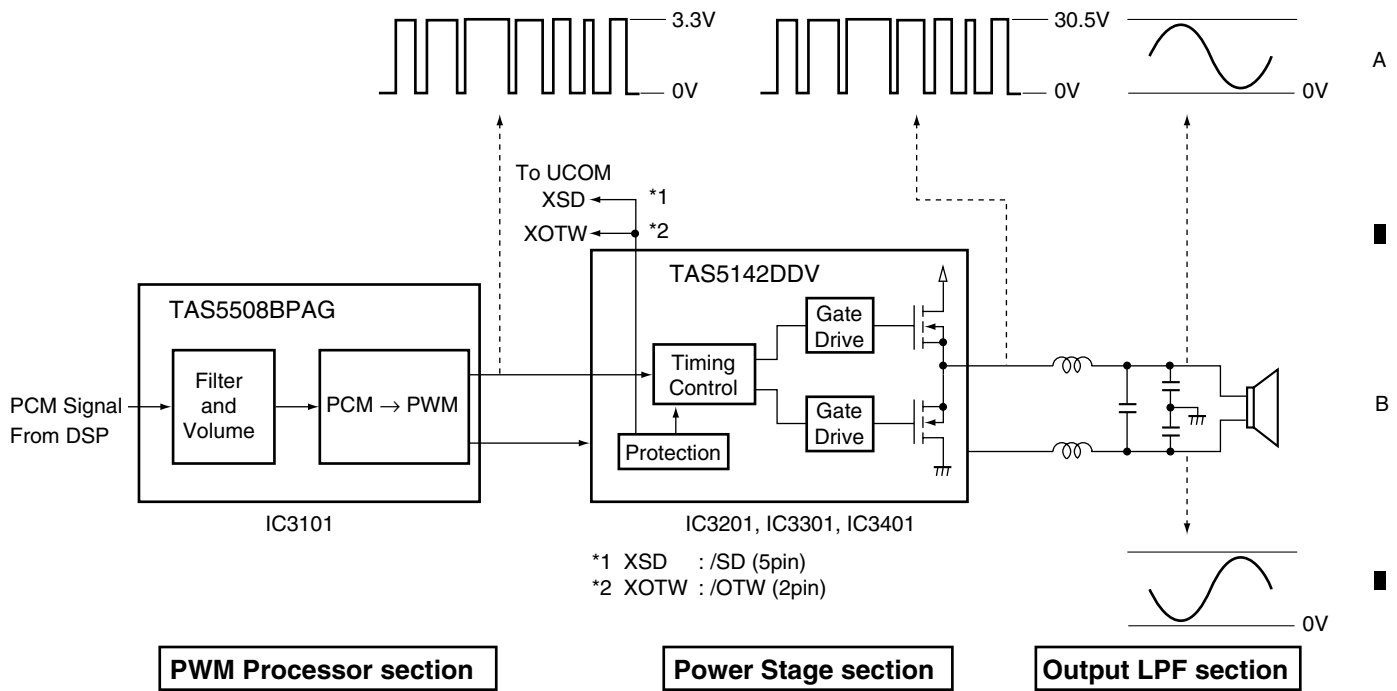 3.3V
0V
30.5V
0V
0V
A
To UCOM
XSD *1
XOTW *2
TAS5508BPAG
TAS5142DDV
PCM Signal
From DSP
Filter
and
Volume
PCM → PWM
Timing
Control
Protection
Gate
Drive
Gate
Drive
B
IC3101
IC3201, IC3301, IC3401
*1 XSD : /SD (5pin)
*2 XOTW : /OTW (2pin)
0V
PWM Processor section
Power Stage section
Output LPF section